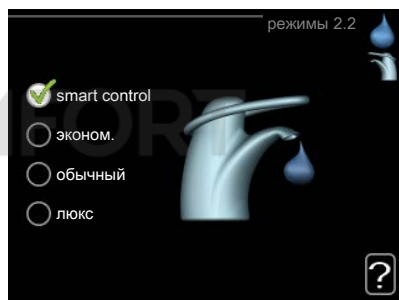 режимы 2.2
smart control
эконом.
обычный
люкс
?